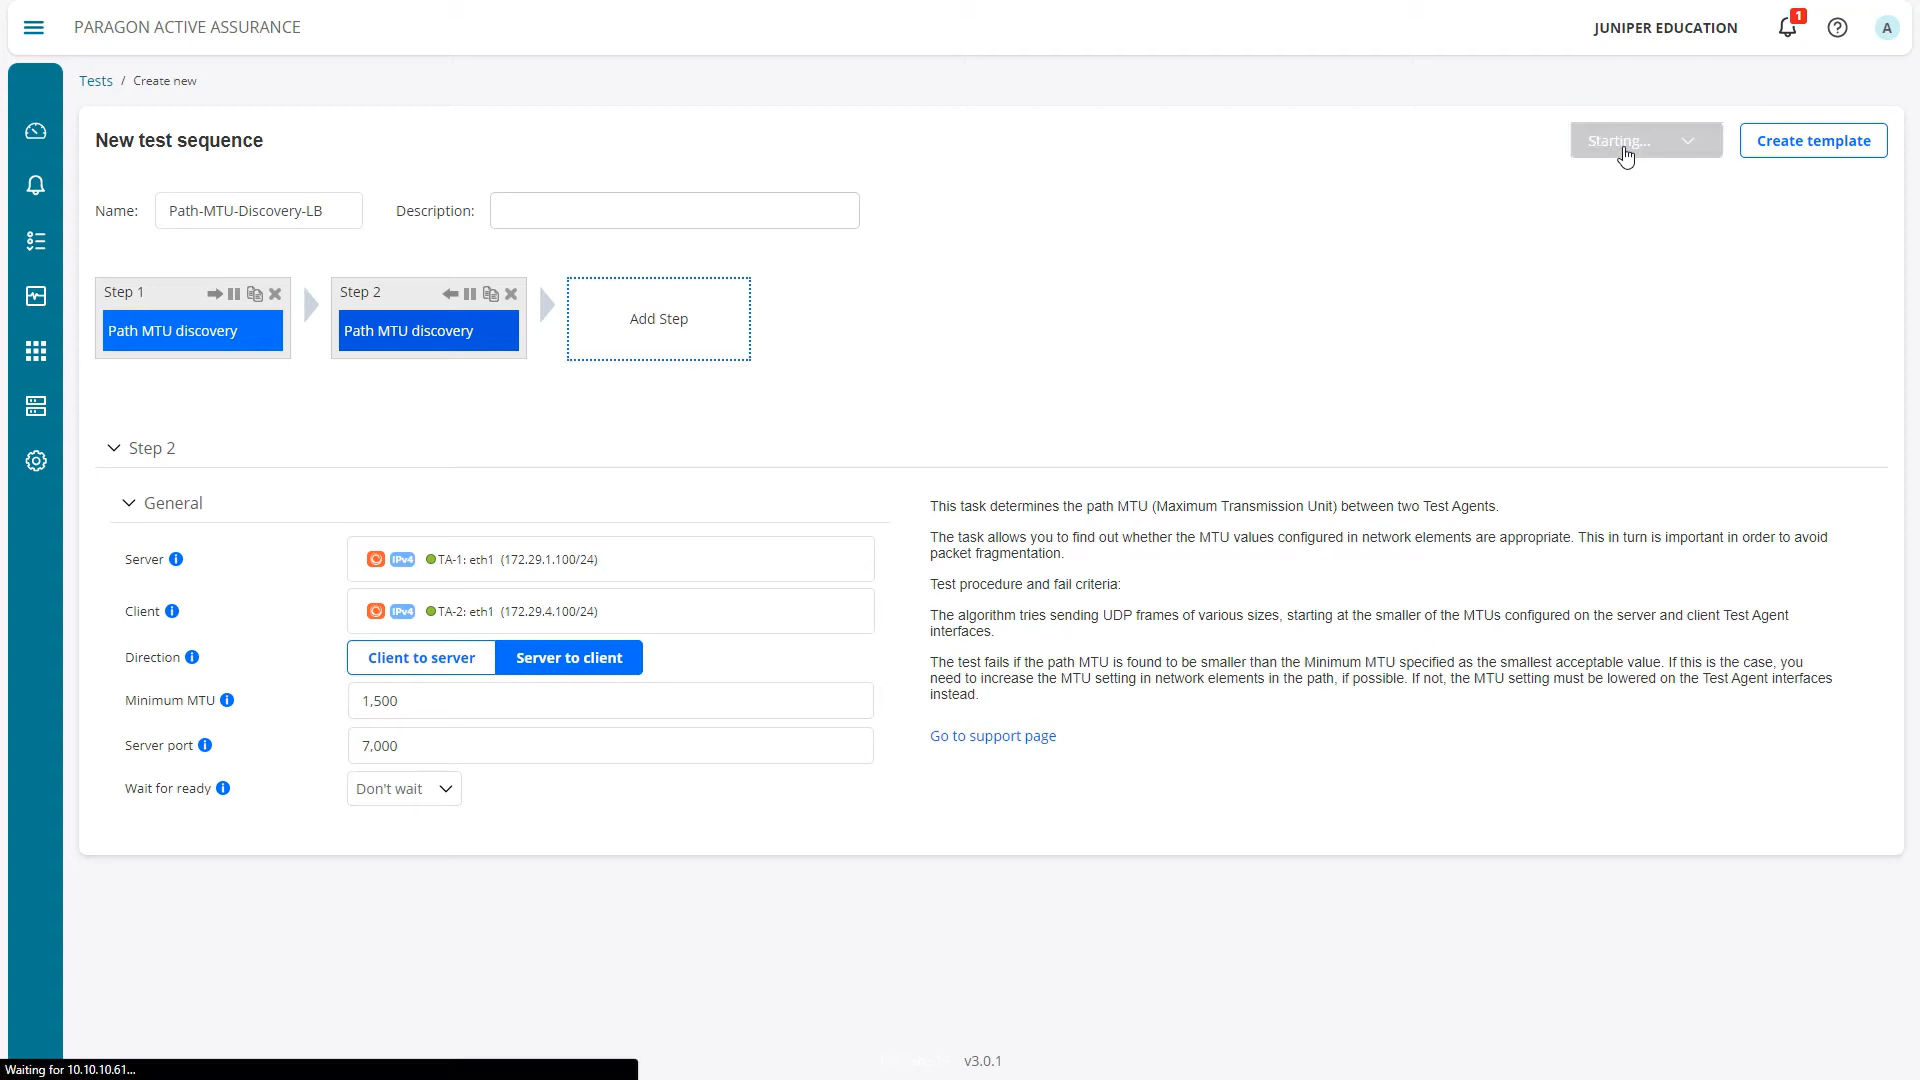 PARAGON ACTIVE ASSURANCE
JUNIPER EDUCATION
1
A
Tests / Create new
New test sequence
Starting...
Create template
Name: Path-MTU-Discovery-LB Description:
Step 1
Path MTU discovery
Step 2
Path MTU discovery
Add Step
Step 2
General
Server IPv4 TA-1: eth1 (172.29.1.100/24)
Client IPv4 TA-2: eth1 (172.29.4.100/24)
Direction Client to server Server to client
Minimum MTU 1,500
Server port 7,000
Wait for ready Don't wait
This task determines the path MTU (Maximum Transmission Unit) between two Test Agents.
The task allows you to find out whether the MTU values configured in network elements are appropriate. This in turn is important in order to avoid
packet fragmentation.
Test procedure and fail criteria:
The algorithm tries sending UDP frames of various sizes, starting at the smaller of the MTUs configured on the server and client Test Agent
interfaces.
The test fails if the path MTU is found to be smaller than the Minimum MTU specified as the smallest acceptable value. If this is the case, you
need to increase the MTU setting in network elements in the path, if possible. If not, the MTU setting must be lowered on the Test Agent interfaces
instead.
Go to support page
v3.0.1
Waiting for 10.10.10.61...